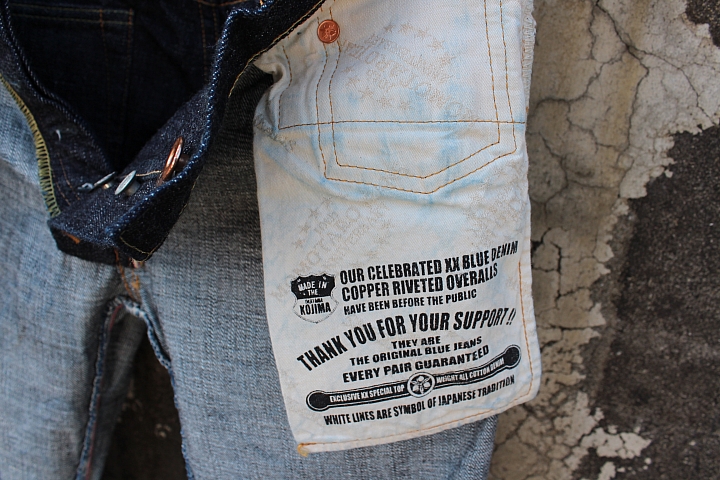 MADE IN
THE
KOJIMA
OUR CELEBRATED XX BLUE DENIM
COPPER RIVETED OVERALLS
HAVE BEEN BEFORE THE PUBLIC
THANK YOU FOR YOUR SUPPORT !!
THEY ARE
THE ORIGINAL BLUE JEANS
EVERY PAIR GUARANTEED
EXCLUSIVE XX SPECIAL TOP WEIGHT ALL COTTON DENIM
WHITE LINES ARE SYMBOL OF JAPANESE TRADITION